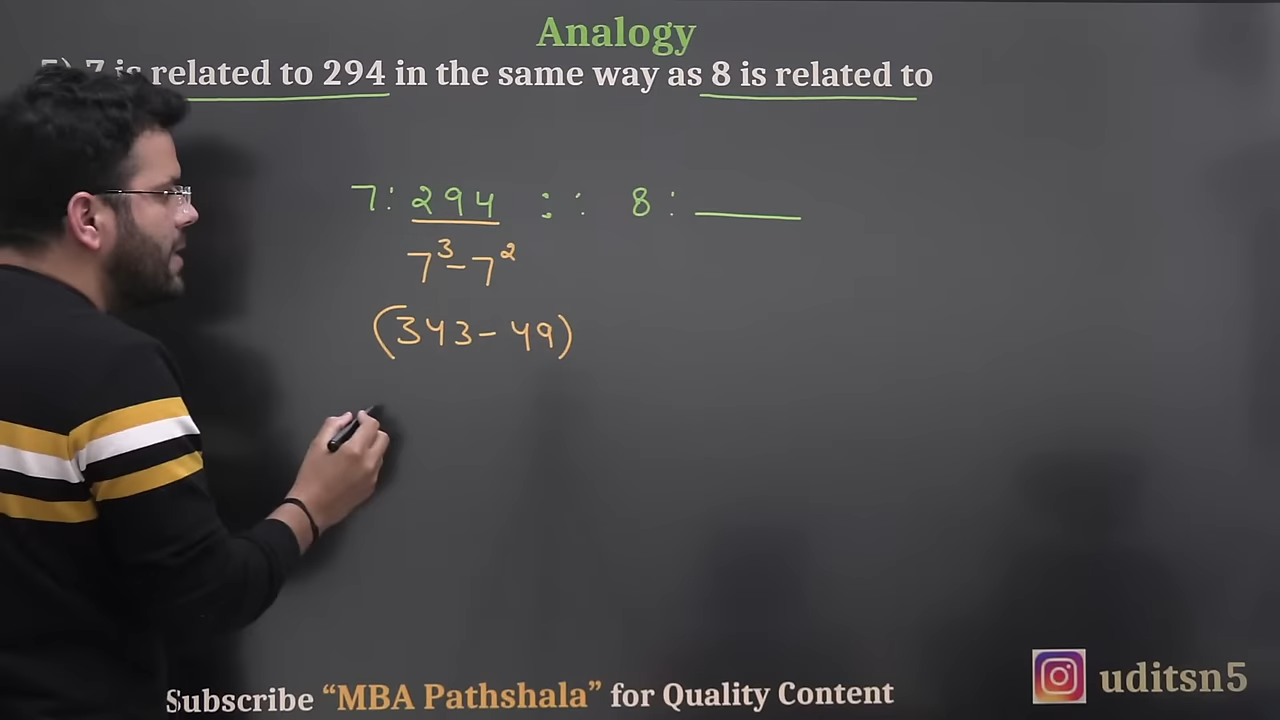 Analogy
7 is related to 294 in the same way as 8 is related to
7 : 294 :: 8 : ____
7³ - 7²
(343 - 49)
Subscribe “MBA Pathshala” for Quality Content
uditsn5